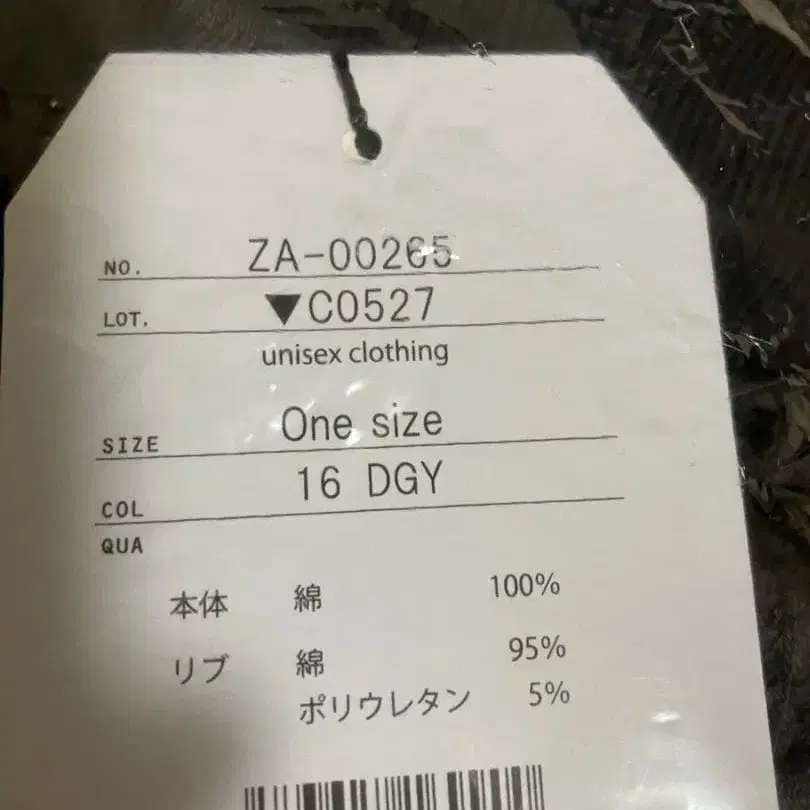 NO. ZA-00265
LOT. ▼C0527
unisex clothing
SIZE One size
COL 16 DGY
QUA
本体 綿 100%
リブ 綿 95%
ポリウレタン 5%